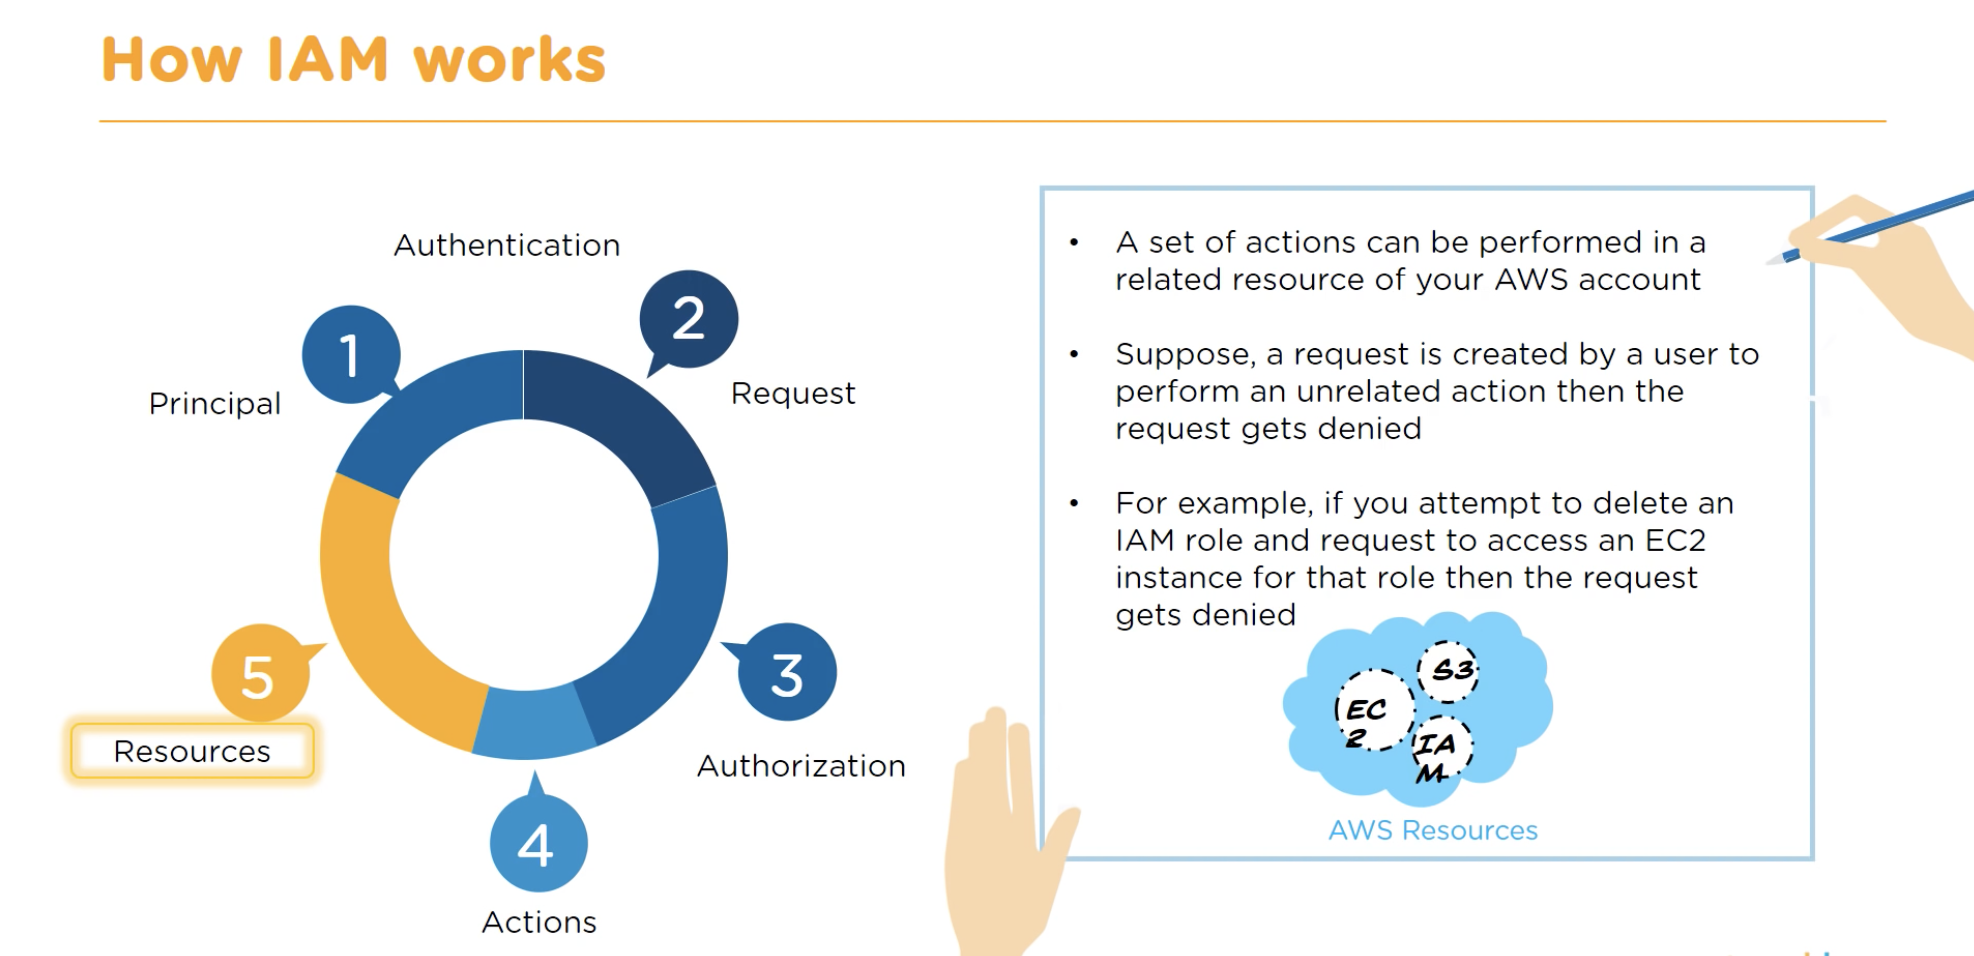 How IAM works
Authentication
1
2
Principal
Request
5
3
Resources
Authorization
4
Actions
• A set of actions can be performed in a
related resource of your AWS account
• Suppose, a request is created by a user to
perform an unrelated action then the
request gets denied
• For example, if you attempt to delete an
IAM role and request to access an EC2
instance for that role then the request
gets denied
S3
EC
2
IA
M
AWS Resources